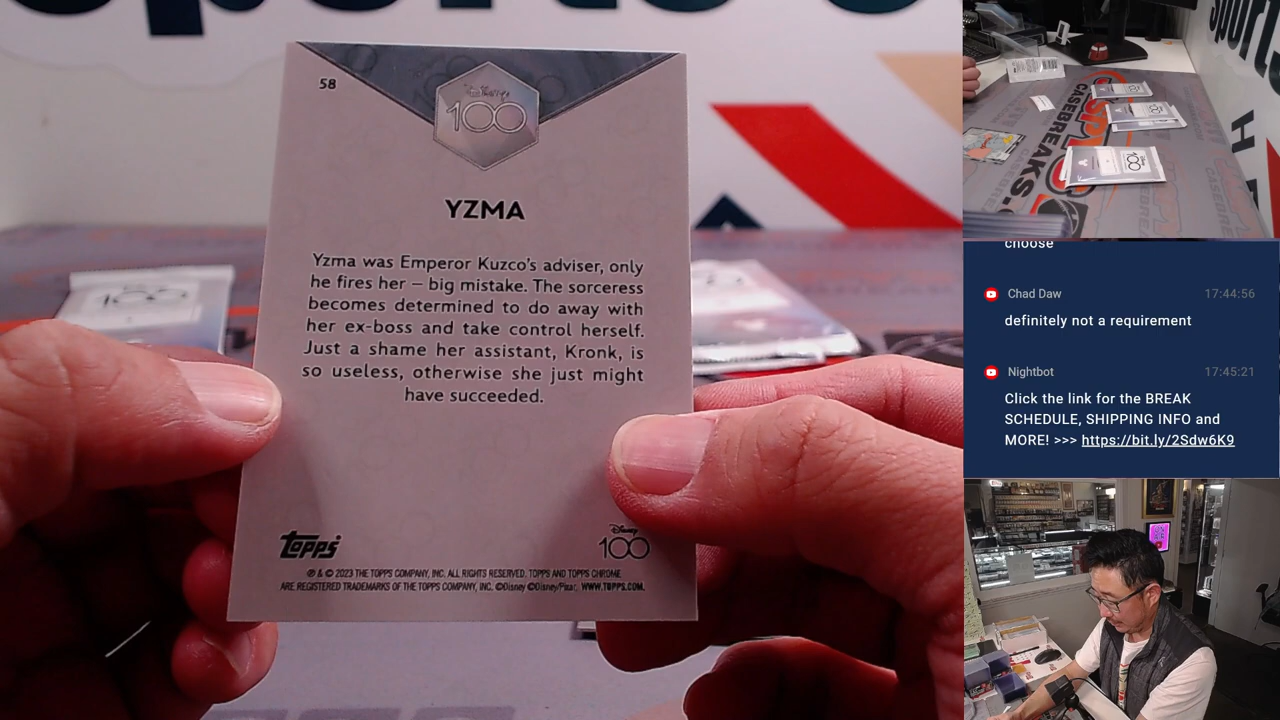 58
Disney
100
YZMA
Yzma was Emperor Kuzco's adviser, only
he fires her – big mistake. The sorceress
becomes determined to do away with
her ex-boss and take control herself.
Just a shame her assistant, Kronk, is
so useless, otherwise she just might
have succeeded.
Topps
Disney
100
® & © 2023 THE TOPPS COMPANY, INC. ALL RIGHTS RESERVED. TOPPS AND TOPPS CHROME
ARE REGISTERED TRADEMARKS OF THE TOPPS COMPANY, INC. ©Disney ©Disney/Pixar. WWW.TOPPS.COM.
100
100
CASEBREAKS.C
100
choose
Chad Daw 17:44:56
definitely not a requirement
Nightbot 17:45:21
Click the link for the BREAK
SCHEDULE, SHIPPING INFO and
MORE! >>> https://bit.ly/2Sdw6K9